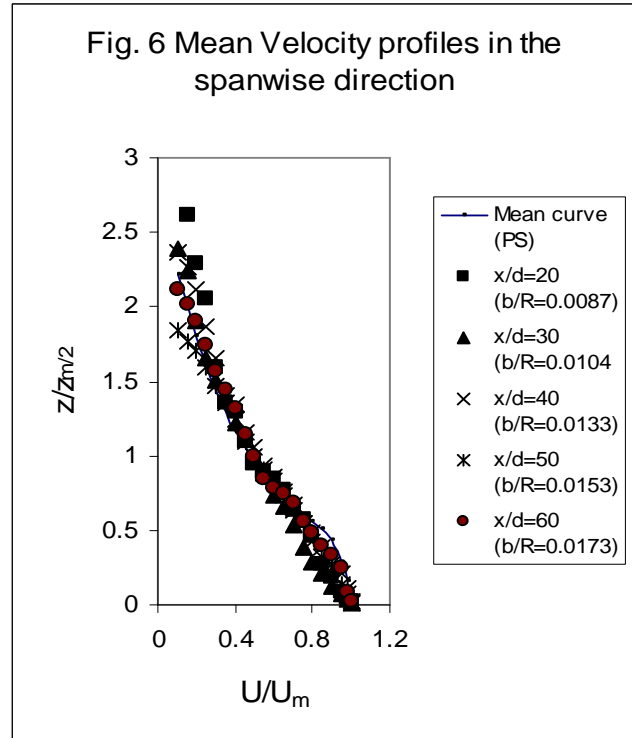 Fig. 6 Mean Velocity profiles in the
spanwise direction
z/zm/2
3
2.5
2
1.5
1
0.5
0
0
0.4
0.8
1.2
U/Um
Mean curve
(PS)
x/d=20
(b/R=0.0087)
x/d=30
(b/R=0.0104
x/d=40
(b/R=0.0133)
x/d=50
(b/R=0.0153)
x/d=60
(b/R=0.0173)